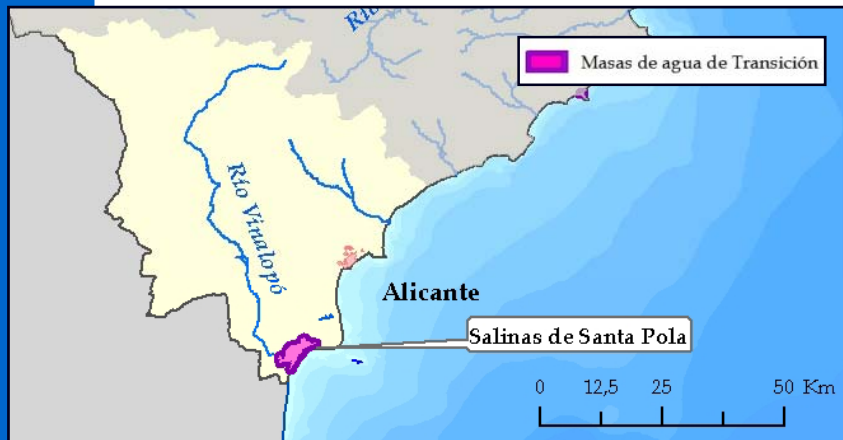 Río
Masas de agua de Transición
Río Vinalopó
Alicante
Salinas de Santa Pola
0 12,5 25 50 Km